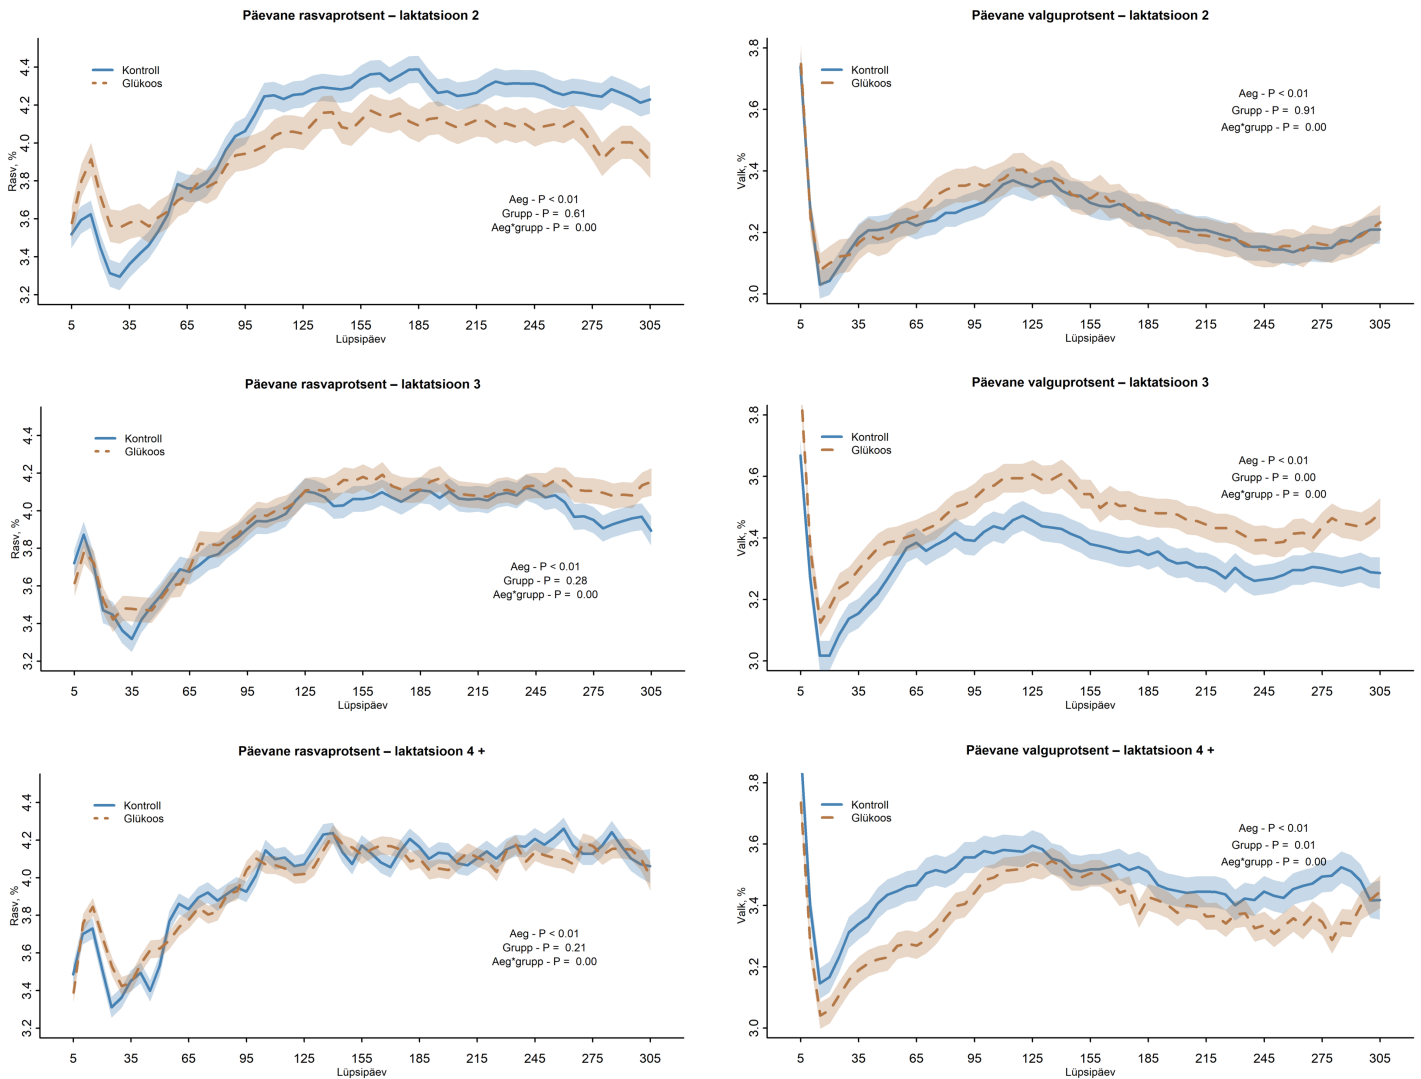 Päevane rasvaprotsent – laktatsioon 2
Kontroll
Glükoos
Rasv, %
4.4
4.2
4.0
3.8
3.6
3.4
3.2
Aeg - P < 0.01
Grupp - P = 0.61
Aeg*grupp - P = 0.00
5 35 65 95 125 155 185 215 245 275 305
Lüpsipäev
Päevane valguprotsent – laktatsioon 2
Kontroll
Glükoos
Valk, %
3.8
3.6
3.4
3.2
3.0
Aeg - P < 0.01
Grupp - P = 0.91
Aeg*grupp - P = 0.00
5 35 65 95 125 155 185 215 245 275 305
Lüpsipäev
Päevane rasvaprotsent – laktatsioon 3
Kontroll
Glükoos
Rasv, %
4.4
4.2
4.0
3.8
3.6
3.4
3.2
Aeg - P < 0.01
Grupp - P = 0.28
Aeg*grupp - P = 0.00
5 35 65 95 125 155 185 215 245 275 305
Lüpsipäev
Päevane valguprotsent – laktatsioon 3
Kontroll
Glükoos
Valk, %
3.8
3.6
3.4
3.2
3.0
Aeg - P < 0.01
Grupp - P = 0.00
Aeg*grupp - P = 0.00
5 35 65 95 125 155 185 215 245 275 305
Lüpsipäev
Päevane rasvaprotsent – laktatsioon 4 +
Kontroll
Glükoos
Rasv, %
4.4
4.2
4.0
3.8
3.6
3.4
3.2
Aeg - P < 0.01
Grupp - P = 0.21
Aeg*grupp - P = 0.00
5 35 65 95 125 155 185 215 245 275 305
Lüpsipäev
Päevane valguprotsent – laktatsioon 4 +
Kontroll
Glükoos
Valk, %
3.8
3.6
3.4
3.2
3.0
Aeg - P < 0.01
Grupp - P = 0.01
Aeg*grupp - P = 0.00
5 35 65 95 125 155 185 215 245 275 305
Lüpsipäev